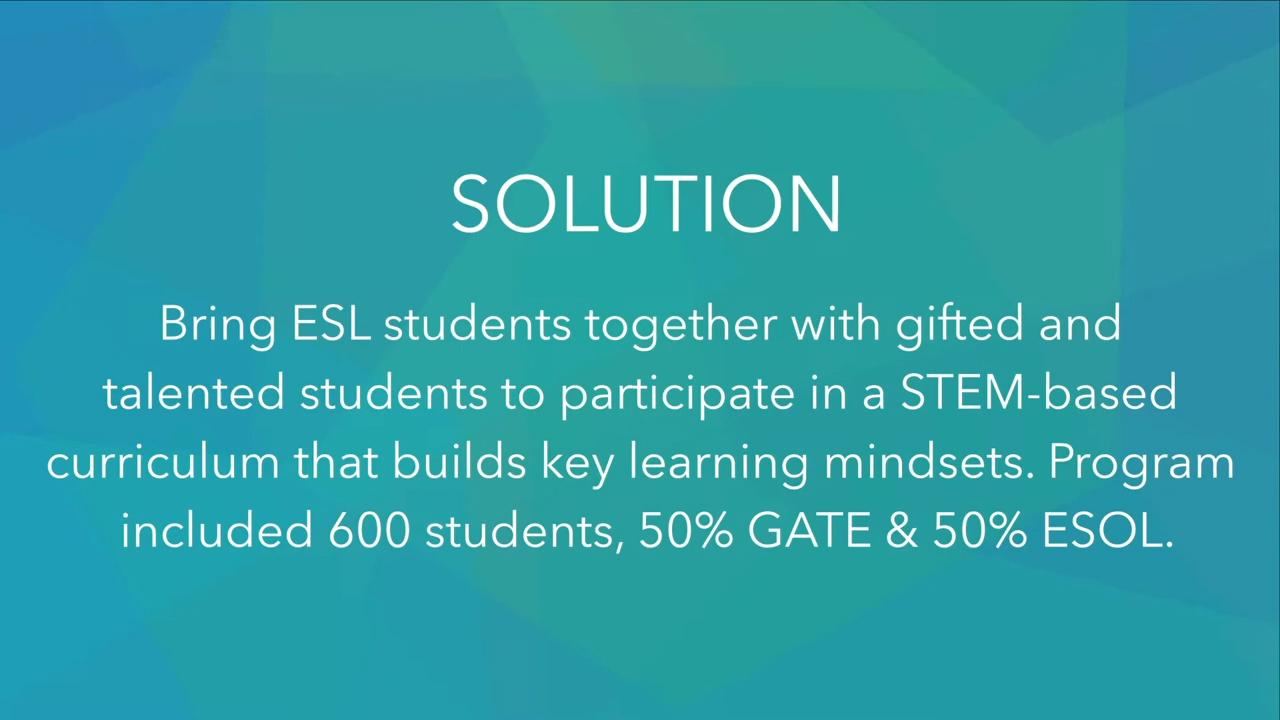 SOLUTION
Bring ESL students together with gifted and
talented students to participate in a STEM-based
curriculum that builds key learning mindsets. Program
included 600 students, 50% GATE & 50% ESOL.